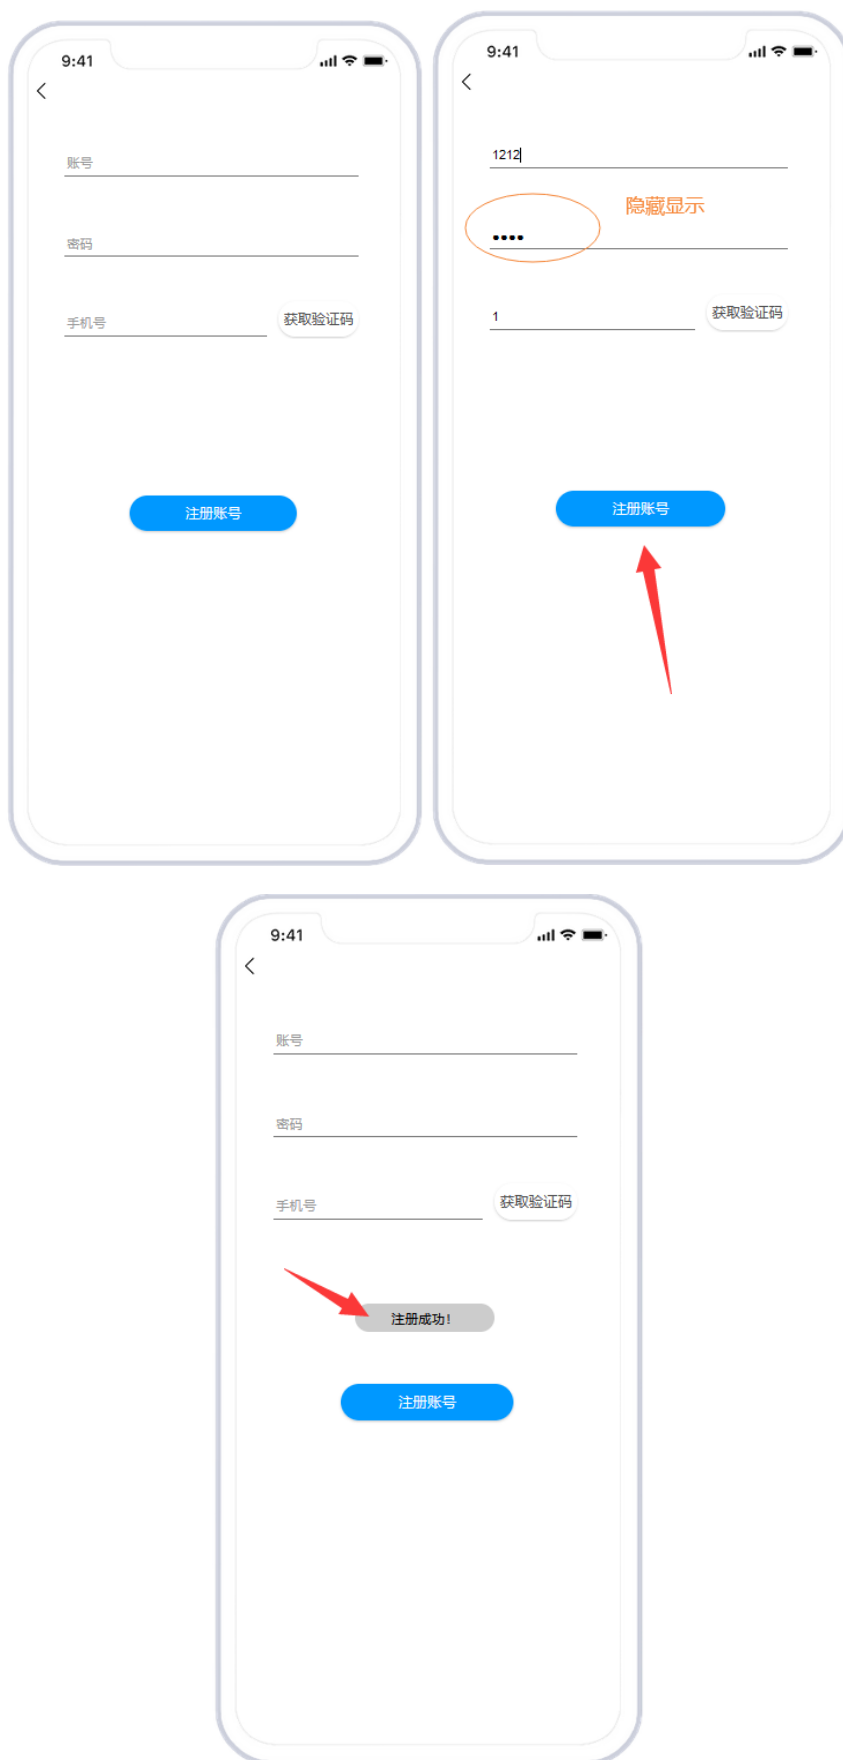 9:41
账号
密码
手机号 获取验证码
注册账号
9:41
1212
隐藏显示
••••
1 获取验证码
注册账号
9:41
账号
密码
手机号 获取验证码
注册成功!
注册账号